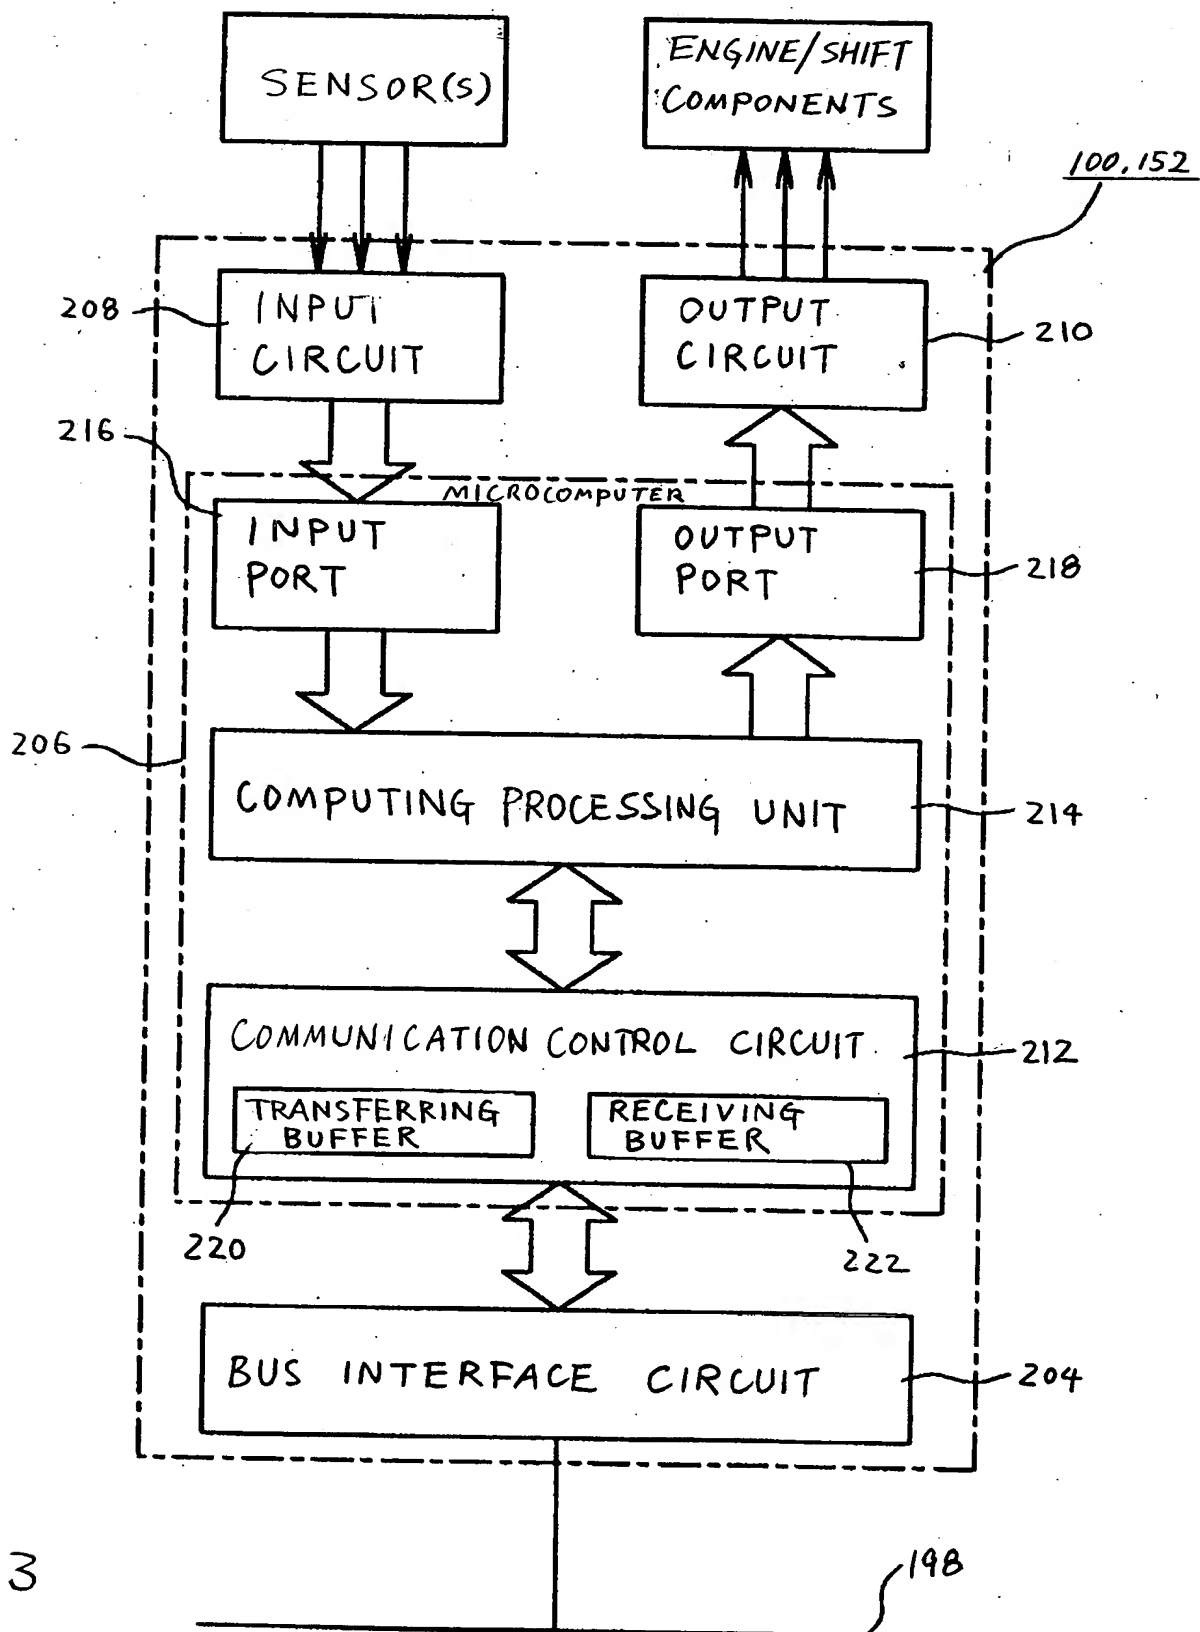 SENSOR(S)
ENGINE/SHIFT
COMPONENTS
100,152
208
INPUT
CIRCUIT
OUTPUT
CIRCUIT
210
216
MICROCOMPUTER
INPUT
PORT
OUTPUT
PORT
218
206
COMPUTING PROCESSING UNIT
214
COMMUNICATION CONTROL CIRCUIT
212
TRANSFERRING
BUFFER
RECEIVING
BUFFER
220
222
BUS INTERFACE CIRCUIT
204
3
198